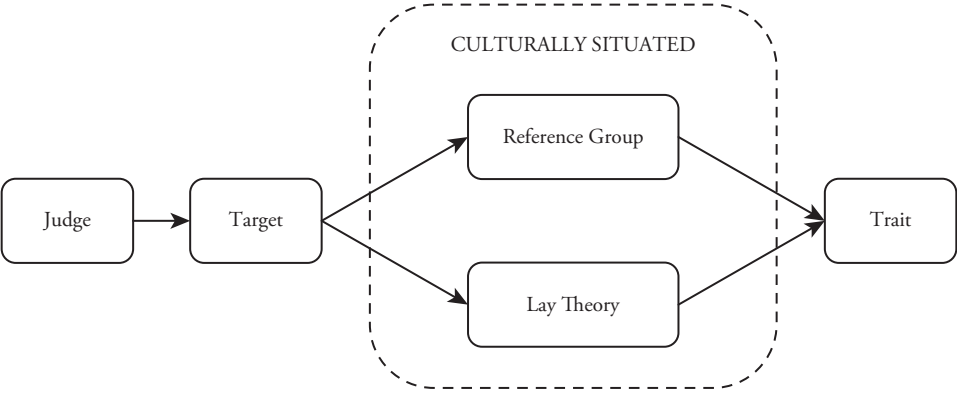 CULTURALLY SITUATED
Reference Group
Judge
Target
Trait
Lay Theory